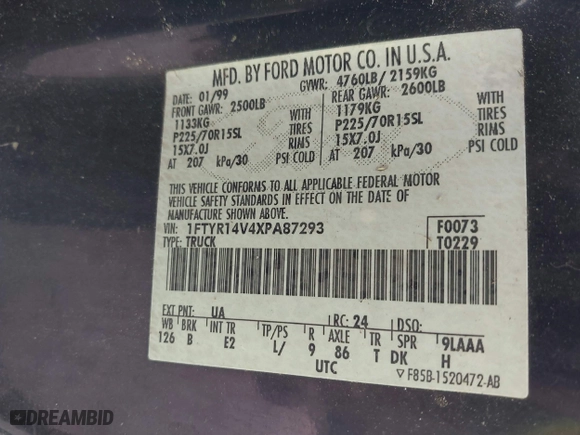 MFD. BY FORD MOTOR CO. IN U.S.A.
DATE 01/99 GVWR: 4760LB/ 2159KG
FRONT GAWR: 2500LB REAR GAWR: 2600LB
1133KG WITH 1179KG WITH
P225/70R15SL TIRES P225/70R15SL TIRES
15X7.0J RIMS 15X7.0J RIMS
AT 207 kPa/30 PSI COLD AT 207 kPa/30 PSI COLD
THIS VEHICLE CONFORMS TO ALL APPLICABLE FEDERAL MOTOR
VEHICLE SAFETY STANDARDS IN EFFECT ON THE DATE OF
MANUFACTURE SHOWN ABOVE.
VIN: 1FTYR14V4XPA87293 F0073
TYPE: TRUCK T0229
EXT PNT: UA RC: 24 DSO:
WB BRK INT TR TP/PS R AXLE TR SPR 9LAAA
126 B E2 L/ 9 86 T DK H
UTC ▽F85B-1520472-AB
DREAMBID